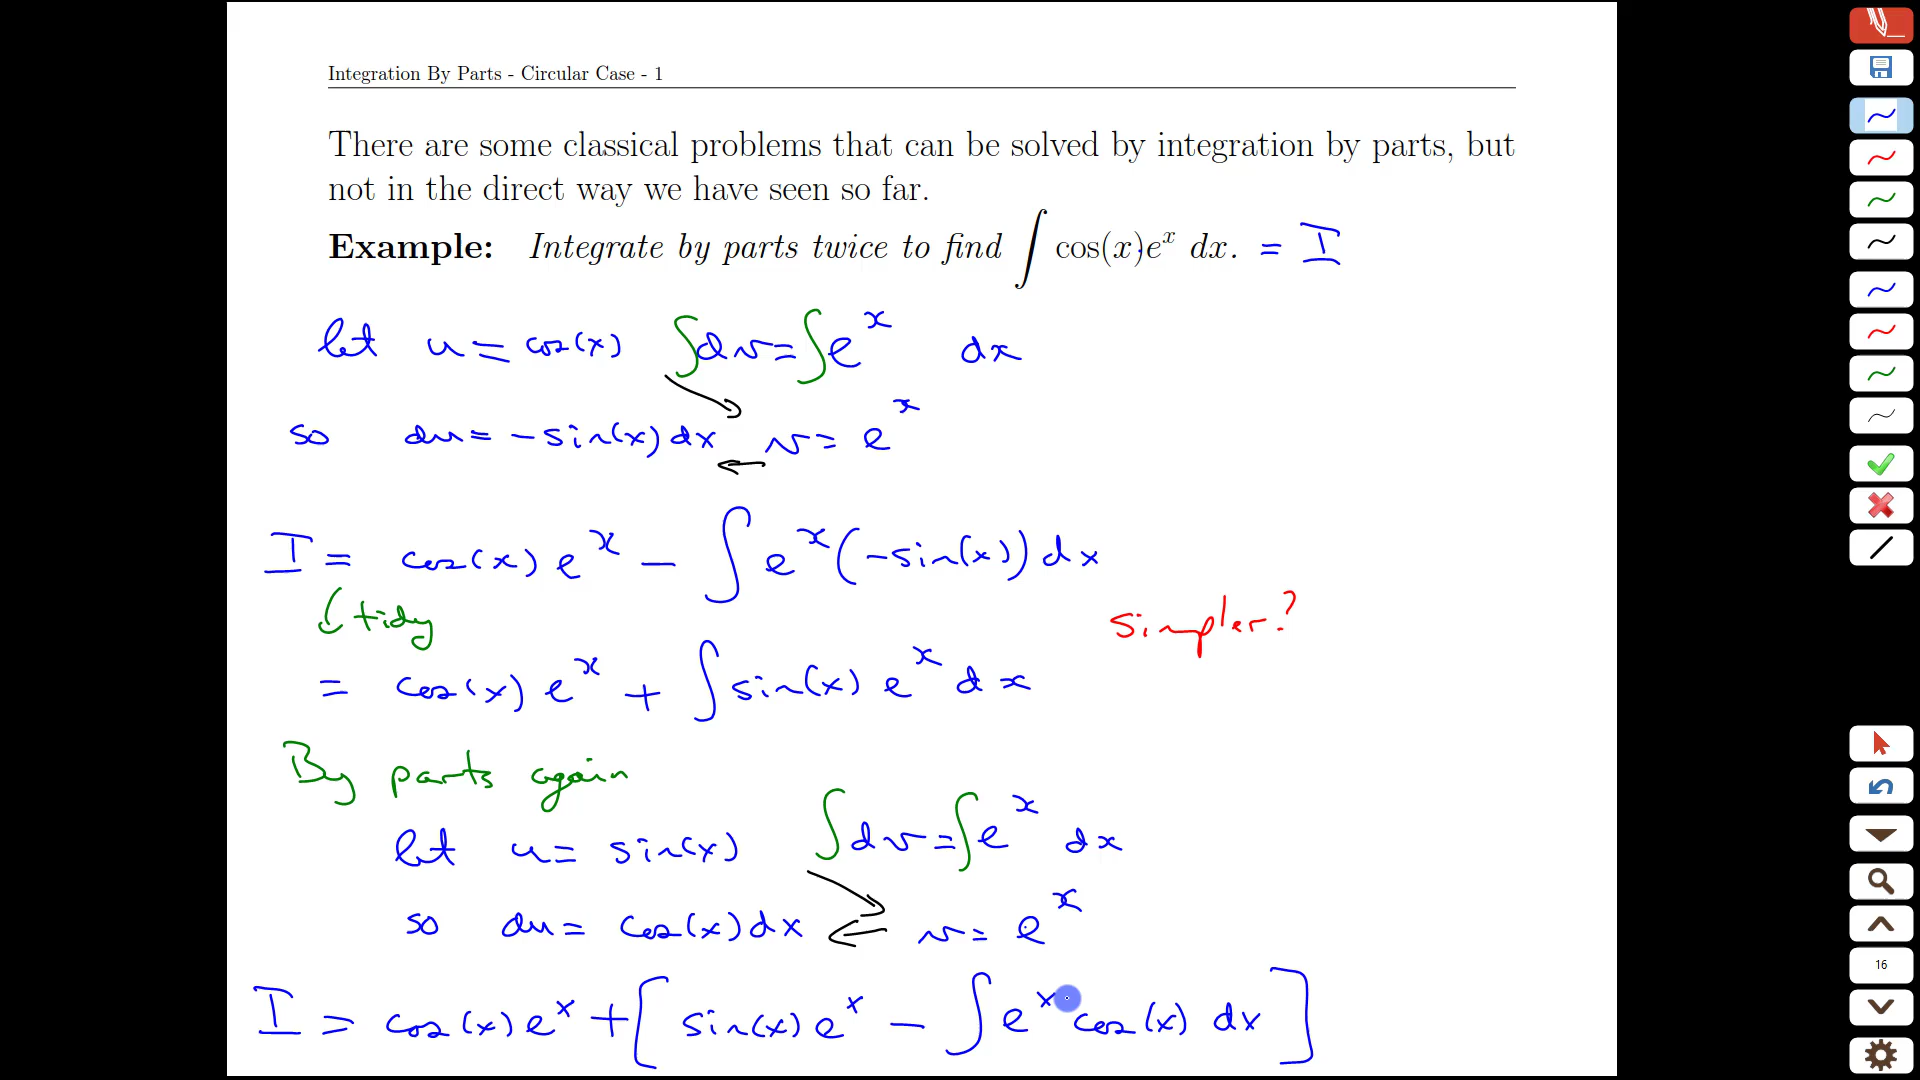 Integration By Parts - Circular Case - 1
There are some classical problems that can be solved by integration by parts, but
not in the direct way we have seen so far.
Example: Integrate by parts twice to find ∫ cos(x)e^x dx. = I
let u = cos(x) ∫dv = ∫e^x dx
so du = -sin(x) dx v = e^x
I = cos(x) e^x - ∫ e^x (-sin(x)) dx
tidy
simpler?
= cos(x) e^x + ∫ sin(x) e^x dx
By parts again
let u = sin(x) ∫dv = ∫e^x dx
so du = cos(x) dx v = e^x
I = cos(x) e^x + [ sin(x) e^x - ∫ e^x cos(x) dx ]
16